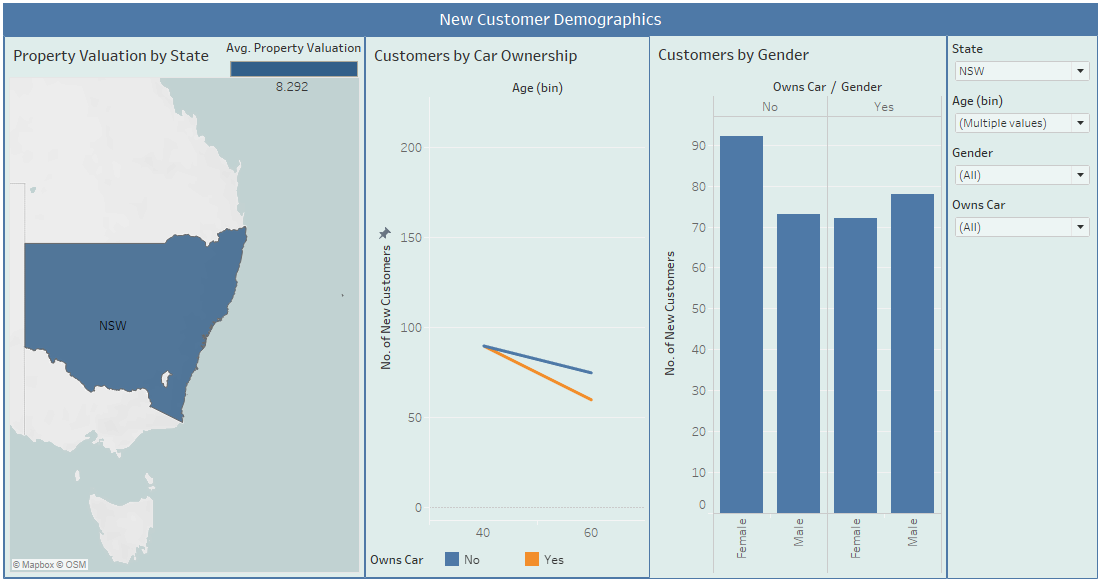 New Customer Demographics
Property Valuation by State
Avg. Property Valuation
8.292
NSW
© Mapbox © OSM
Customers by Car Ownership
Age (bin)
No. of New Customers
200
150
100
50
0
40 60
Owns Car No Yes
Customers by Gender
Owns Car / Gender
No Yes
No. of New Customers
90
80
70
60
50
40
30
20
10
0
Female Male Female Male
State
NSW
Age (bin)
(Multiple values)
Gender
(All)
Owns Car
(All)